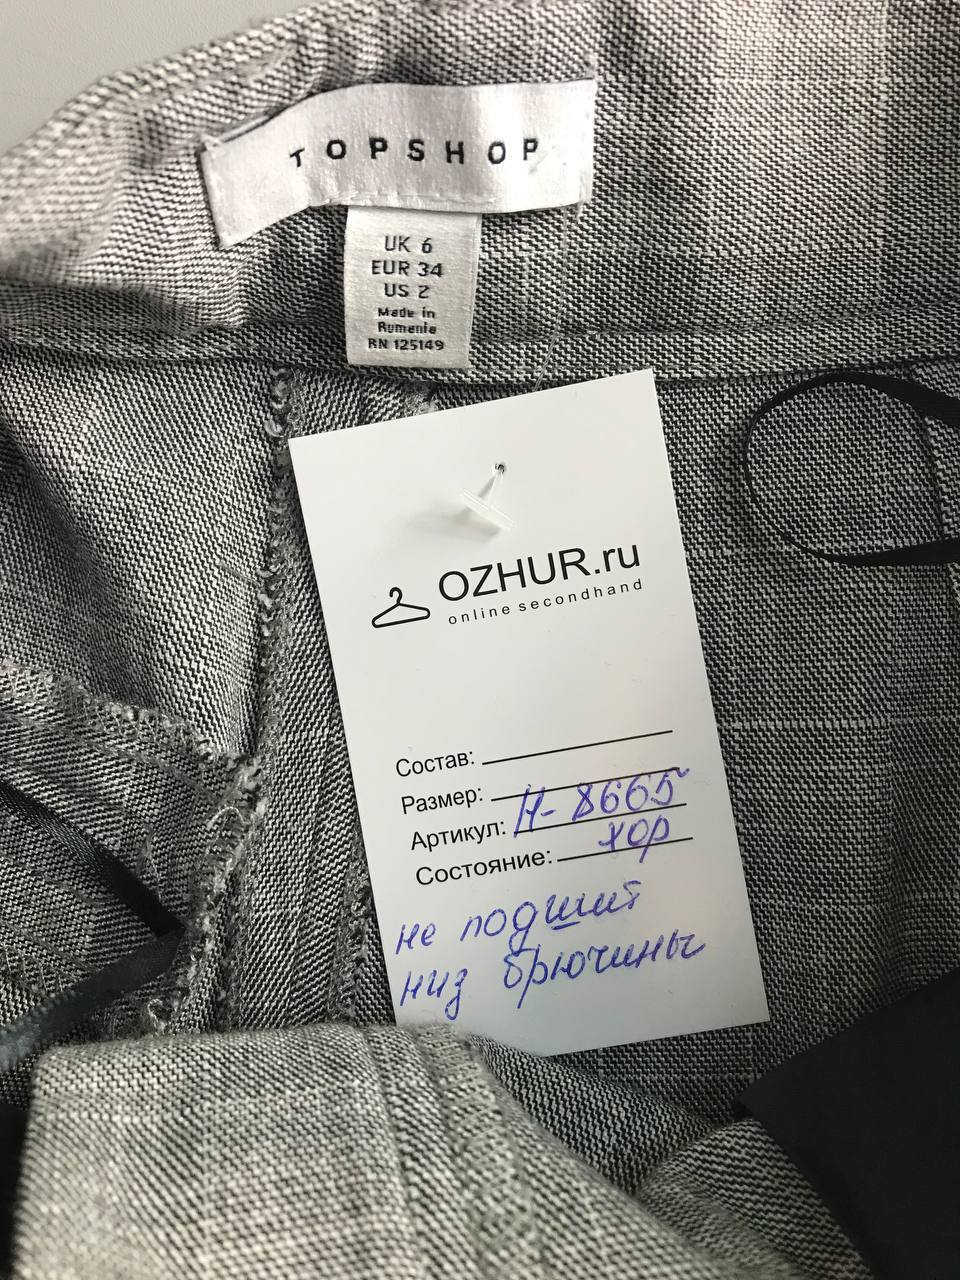 TOPSHOP
UK 6
EUR 34
US 2
Made in
Rumania
RN 125149
OZHUR.ru
online secondhand
Состав:
Размер:
Артикул: Н-8665
Состояние: хор
не подшит
низ брючины